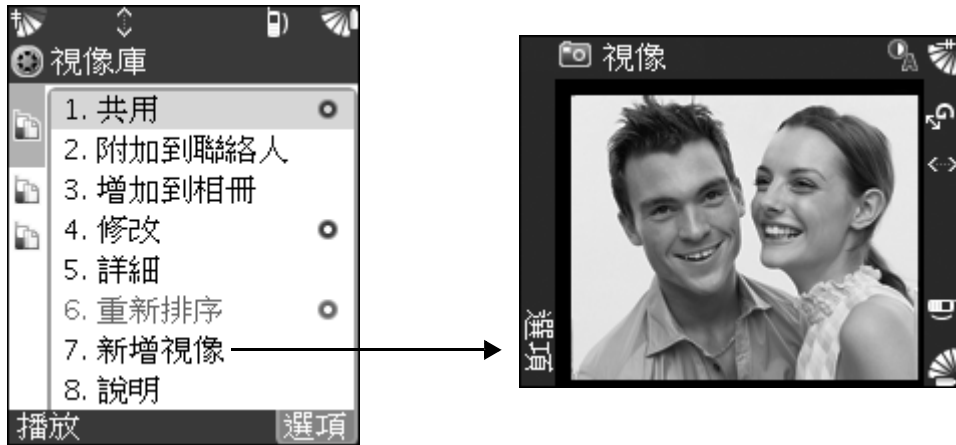 視像庫
1. 共用
2. 附加到聯絡人
3. 增加到相冊
4. 修改
5. 詳細
6. 重新排序
7. 新增視像
8. 說明
播放 選項
視像
選項